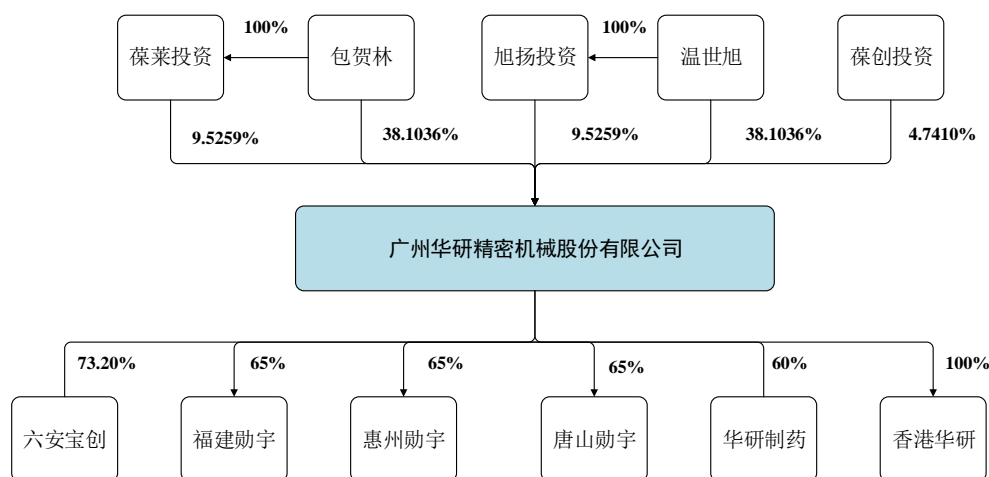 100%
100%
葆莱投资
包贺林
旭扬投资
温世旭
葆创投资
9.5259%
38.1036%
9.5259%
38.1036%
4.7410%
广州华研精密机械股份有限公司
73.20%
65%
65%
65%
60%
100%
六安宝创
福建勋宇
惠州勋宇
唐山勋宇
华研制药
香港华研